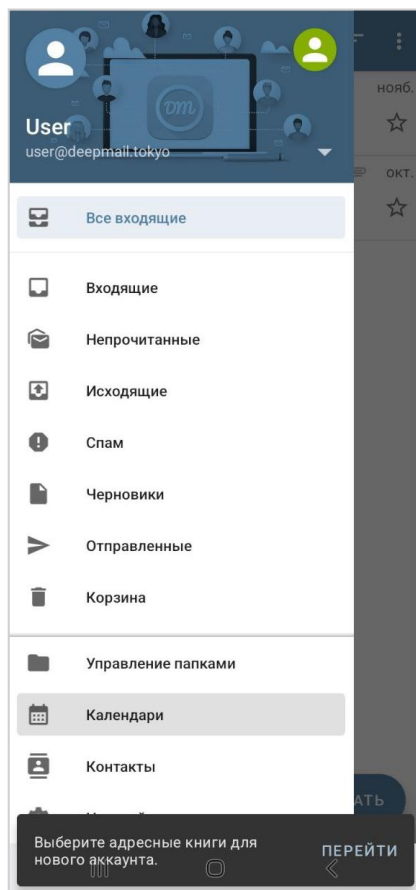 DM
User
user@deepmail.tokyo
нояб.
окт.
Все входящие
Входящие
Непрочитанные
Исходящие
Спам
Черновики
Отправленные
Корзина
Управление папками
Календари
Контакты
АТЬ
Выберите адресные книги для
нового аккаунта.
ПЕРЕЙТИ